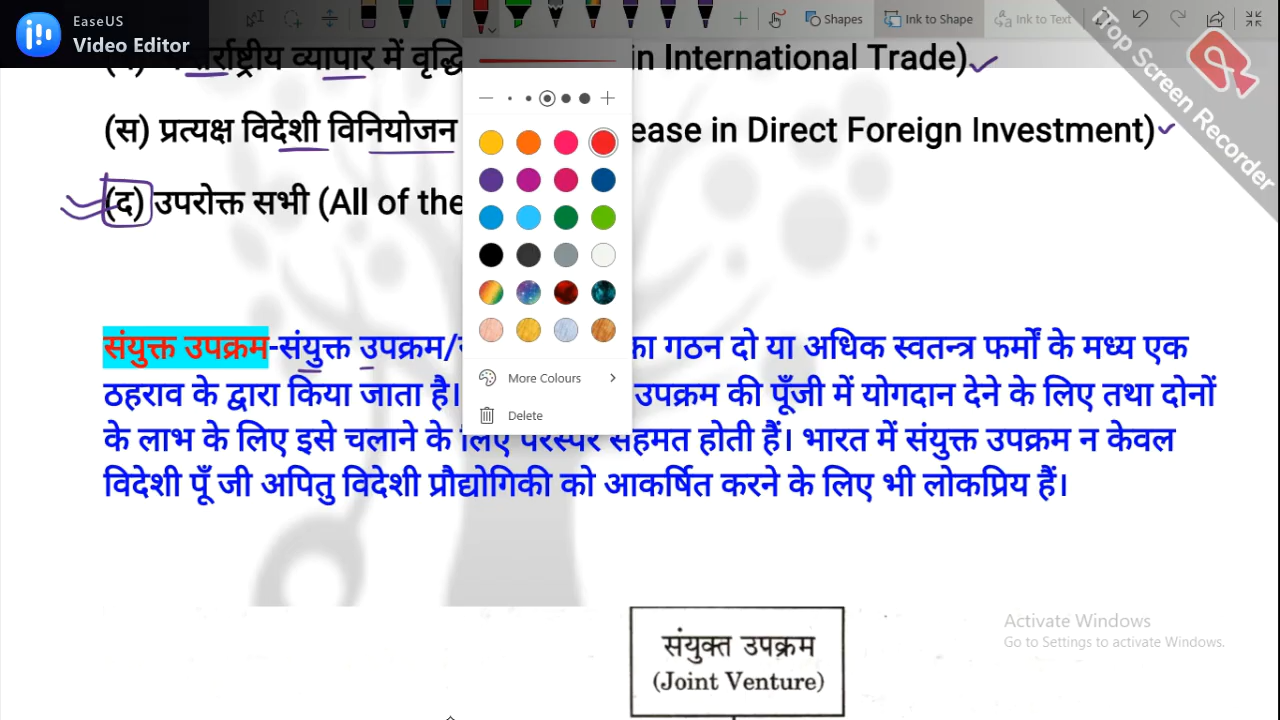 EaseUS
Video Editor
Shapes Ink to Shape Ink to Text
iTop Screen Recorder
व्यापार में वृद्धि in International Trade)
(स) प्रत्यक्ष विदेशी विनियोजन ease in Direct Foreign Investment)
(द) उपरोक्त सभी (All of the
संयुक्त उपक्रम-संयुक्त उपक्रम/ का गठन दो या अधिक स्वतन्त्र फर्मों के मध्य एक
ठहराव के द्वारा किया जाता है। उपक्रम की पूँजी में योगदान देने के लिए तथा दोनों
के लाभ के लिए इसे चलाने के लिए परस्पर सहमत होती हैं। भारत में संयुक्त उपक्रम न केवल
विदेशी पूँ जी अपितु विदेशी प्रौद्योगिकी को आकर्षित करने के लिए भी लोकप्रिय हैं।
More Colours
Delete
संयुक्त उपक्रम
(Joint Venture)
Activate Windows
Go to Settings to activate Windows.